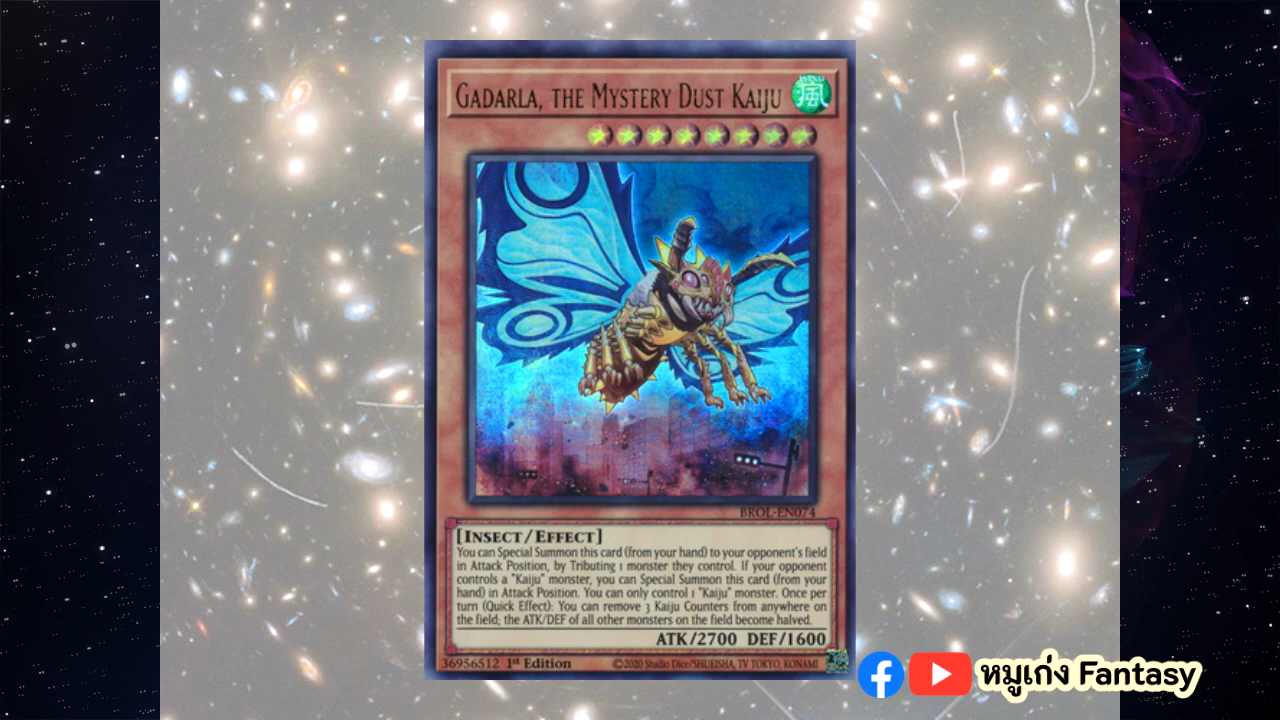 GADARLA, THE MYSTERY DUST KAIJU 風
BROL-EN074
[INSECT/EFFECT]
You can Special Summon this card (from your hand) to your opponent's field
in Attack Position, by Tributing 1 monster they control. If your opponent
controls a "Kaiju" monster, you can Special Summon this card (from your
hand) in Attack Position. You can only control 1 "Kaiju" monster. Once per
turn (Quick Effect): You can remove 3 Kaiju Counters from anywhere on
the field; the ATK/DEF of all other monsters on the field become halved.
ATK/2700 DEF/1600
36956512 1st Edition ©2020 Studio Dice/SHUEISHA, TV TOKYO, KONAMI
หมูเก่ง Fantasy